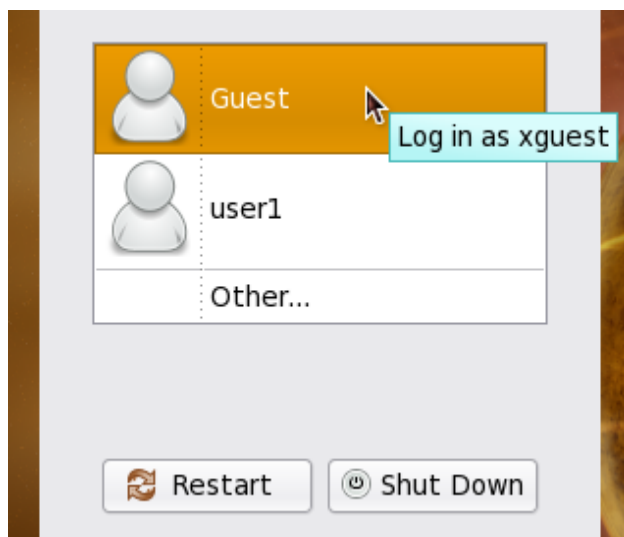 Guest
Log in as xguest
user1
Other...
Restart
Shut Down